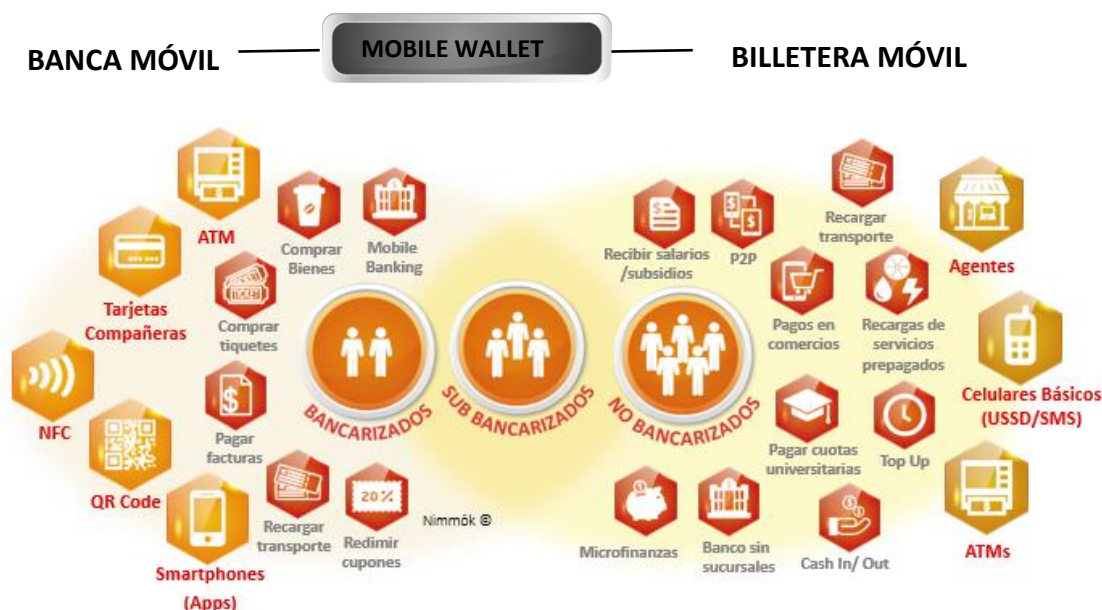 BANCA MÓVIL
MOBILE WALLET
BILLETERA MÓVIL
ATM
Comprar
Bienes
Mobile
Banking
Tarjetas
Compañeras
TICKET
Comprar
tiquetes
NFC
Pagar
facturas
QR Code
Recargar
transporte
20%
Redimir
cupones
Smartphones
(Apps)
Nimmök ®
BANCARIZADOS
SUB BANCARIZADOS
NO BANCARIZADOS
Recibir salarios
/subsidios
P2P
Recargar
transporte
Agentes
Pagos en
comercios
Recargas de
servicios
prepagados
Celulares Básicos
(USSD/SMS)
Pagar cuotas
universitarias
Top Up
Microfinanzas
Banco sin
sucursales
Cash In/ Out
ATMs